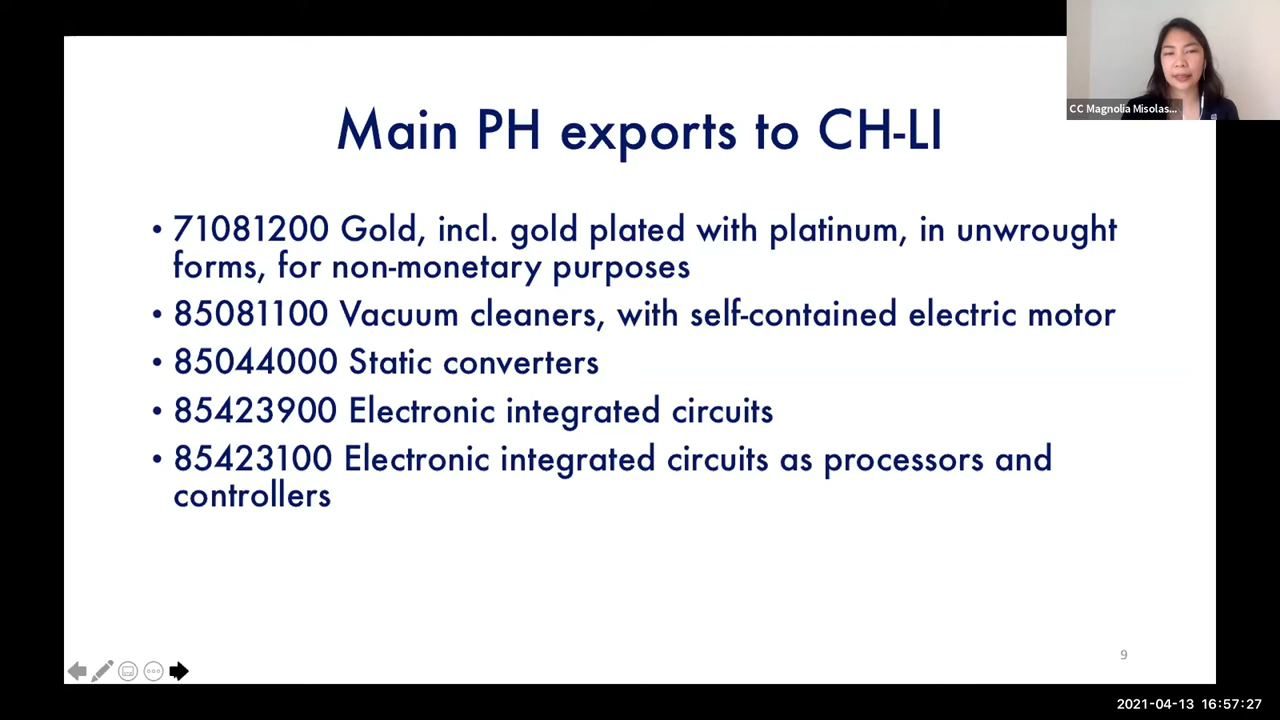 CC Magnolia Misolas...
Main PH exports to CH-LI
• 71081200 Gold, incl. gold plated with platinum, in unwrought
forms, for non-monetary purposes
• 85081100 Vacuum cleaners, with self-contained electric motor
• 85044000 Static converters
• 85423900 Electronic integrated circuits
• 85423100 Electronic integrated circuits as processors and
controllers
9
2021-04-13 16:57:27